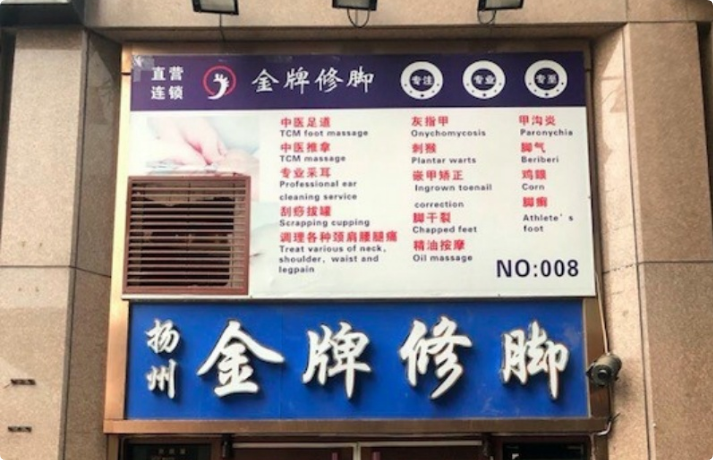 直营
连锁
金牌修脚
专注
专业
专至
中医足道
TCM foot massage
中医推拿
TCM massage
专业采耳
Professional ear
cleaning service
刮痧拔罐
Scrapping cupping
调理各种颈肩腰腿痛
Treat various of neck,
shoulder, waist and
legpain
灰指甲
Onychomycosis
刺猴
Plantar warts
嵌甲矫正
Ingrown toenail
correction
脚干裂
Chapped feet
精油按摩
Oil massage
甲沟炎
Paronychia
脚气
Beriberi
鸡眼
Corn
脚癣
Athlete's
foot
NO:008
扬州
金牌修脚